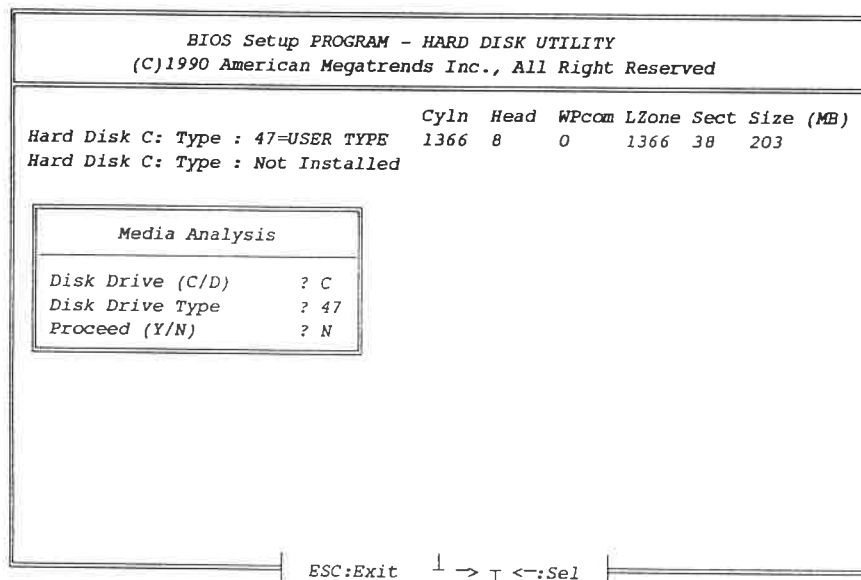 BIOS Setup PROGRAM - HARD DISK UTILITY
(C)1990 American Megatrends Inc., All Right Reserved
Cyln Head WPcom LZone Sect Size (MB)
Hard Disk C: Type : 47=USER TYPE 1366 8 0 1366 38 203
Hard Disk C: Type : Not Installed
Media Analysis
Disk Drive (C/D) ? C
Disk Drive Type ? 47
Proceed (Y/N) ? N
ESC:Exit ┴ -> ┬ <-:Sel